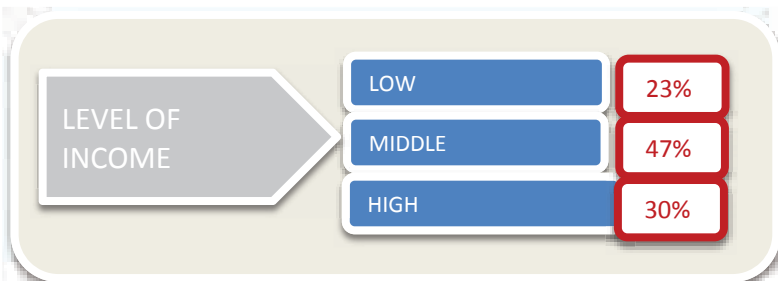 LEVEL OF
INCOME
LOW 23%
MIDDLE 47%
HIGH 30%